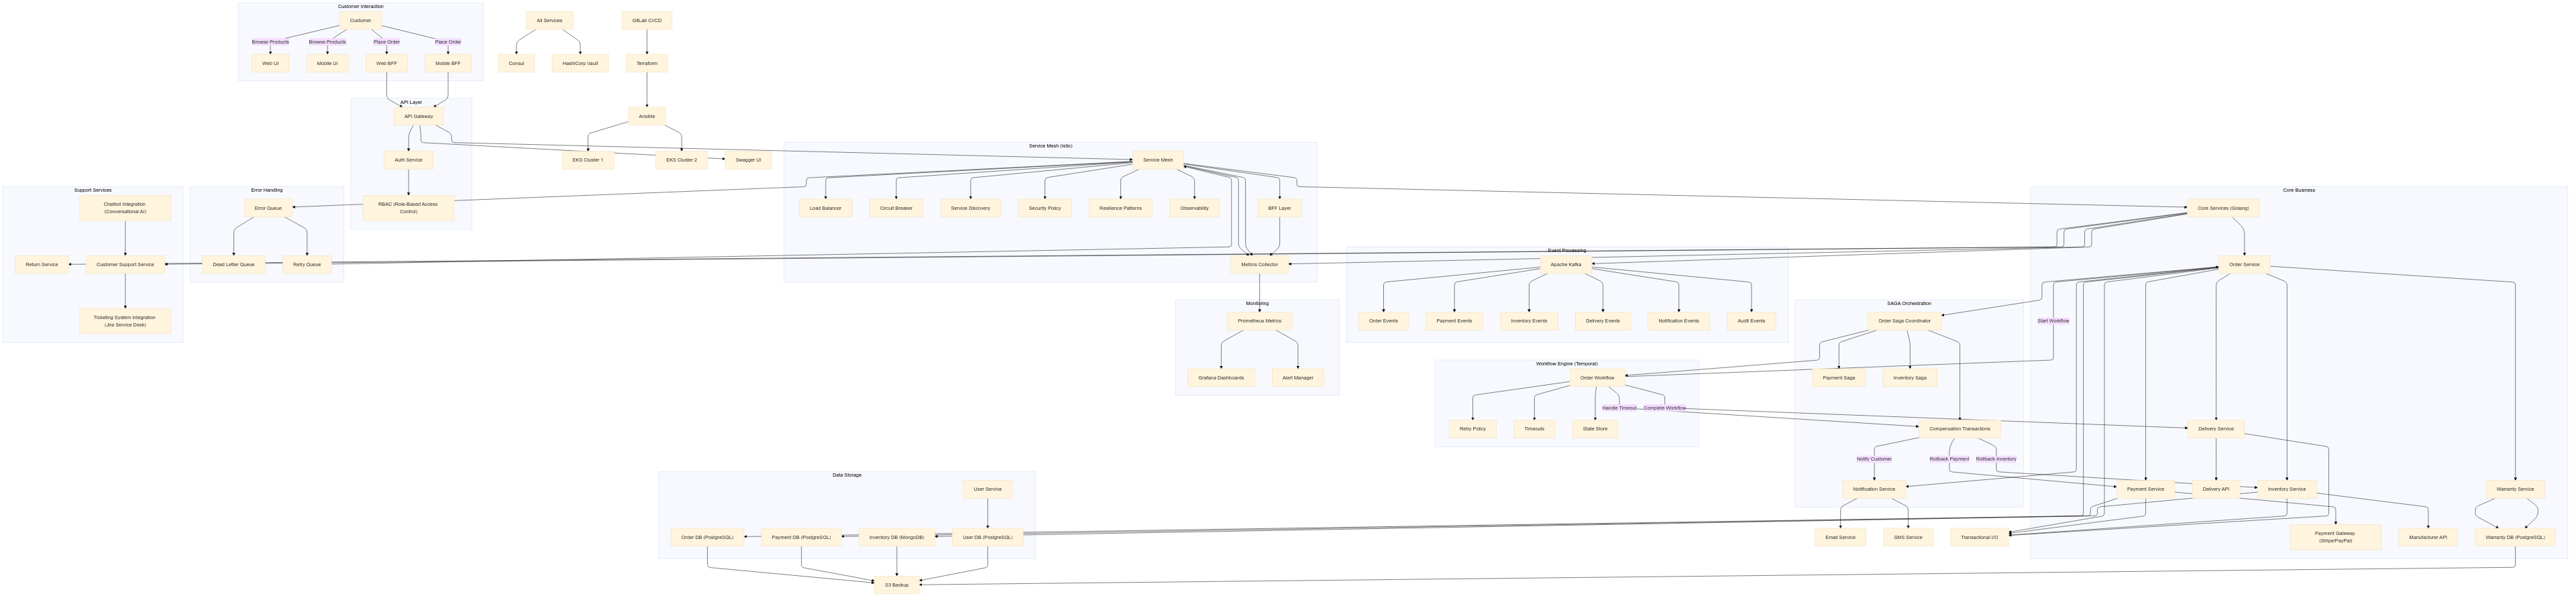 Customer Interaction
Customer
Browse Products
Browse Products
Place Order
Place Order
Web UI
Mobile UI
Web BFF
Mobile BFF
All Services
Consul
HashiCorp Vault
GitLab CI/CD
Terraform
Ansible
EKS Cluster 1
EKS Cluster 2
Swagger UI
API Layer
API Gateway
Auth Service
RBAC (Role-Based Access
Control)
Service Mesh (Istio)
Service Mesh
Load Balancer
Circuit Breaker
Service Discovery
Security Policy
Resilience Patterns
Observability
BFF Layer
Metrics Collector
Support Services
Chatbot Integration
(Conversational AI)
Return Service
Customer Support Service
Ticketing System Integration
(Jira Service Desk)
Error Handling
Error Queue
Dead Letter Queue
Retry Queue
Core Business
Core Services (Golang)
Order Service
Event Processing
Apache Kafka
Order Events
Payment Events
Inventory Events
Delivery Events
Notification Events
Audit Events
Monitoring
Prometheus Metrics
Grafana Dashboards
Alert Manager
SAGA Orchestration
Order Saga Coordinator
Start Workflow
Payment Saga
Inventory Saga
Workflow Engine (Temporal)
Order Workflow
Handle Timeout
Complete Workflow
Retry Policy
Timeouts
State Store
Compensation Transactions
Delivery Service
Notify Customer
Rollback Payment
Rollback Inventory
Notification Service
Payment Service
Delivery API
Inventory Service
Warranty Service
Data Storage
User Service
Order DB (PostgreSQL)
Payment DB (PostgreSQL)
Inventory DB (MongoDB)
User DB (PostgreSQL)
Email Service
SMS Service
Transactional I/O
Payment Gateway
(Stripe/PayPal)
Manufacturer API
Warranty DB (PostgreSQL)
S3 Backup